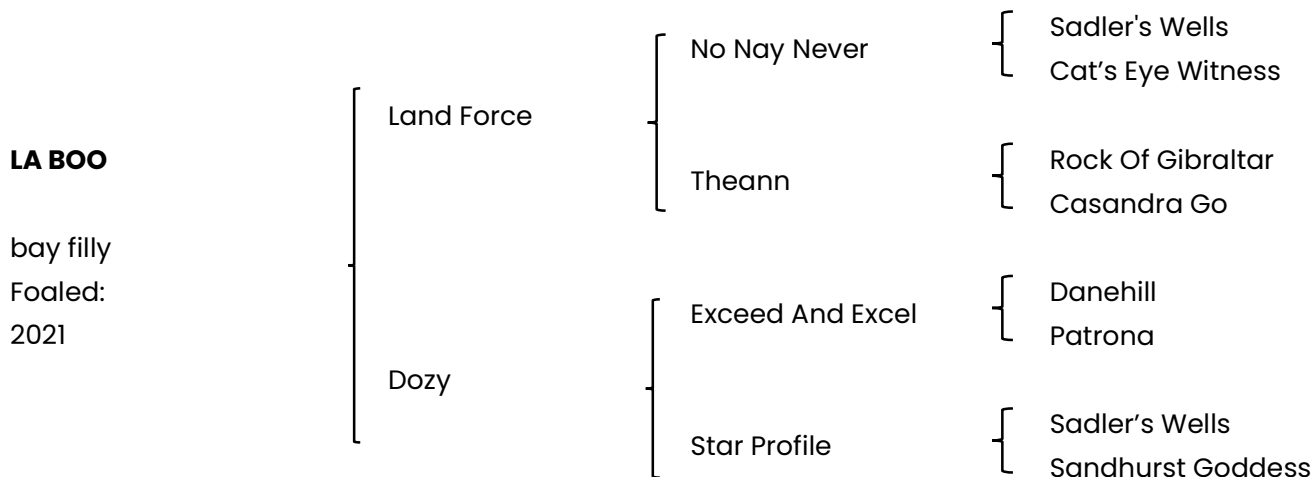 LA BOO
bay filly
Foaled:
2021
Land Force
Dozy
No Nay Never
Theann
Exceed And Excel
Star Profile
Sadler's Wells
Cat’s Eye Witness
Rock Of Gibraltar
Casandra Go
Danehill
Patrona
Sadler’s Wells
Sandhurst Goddess